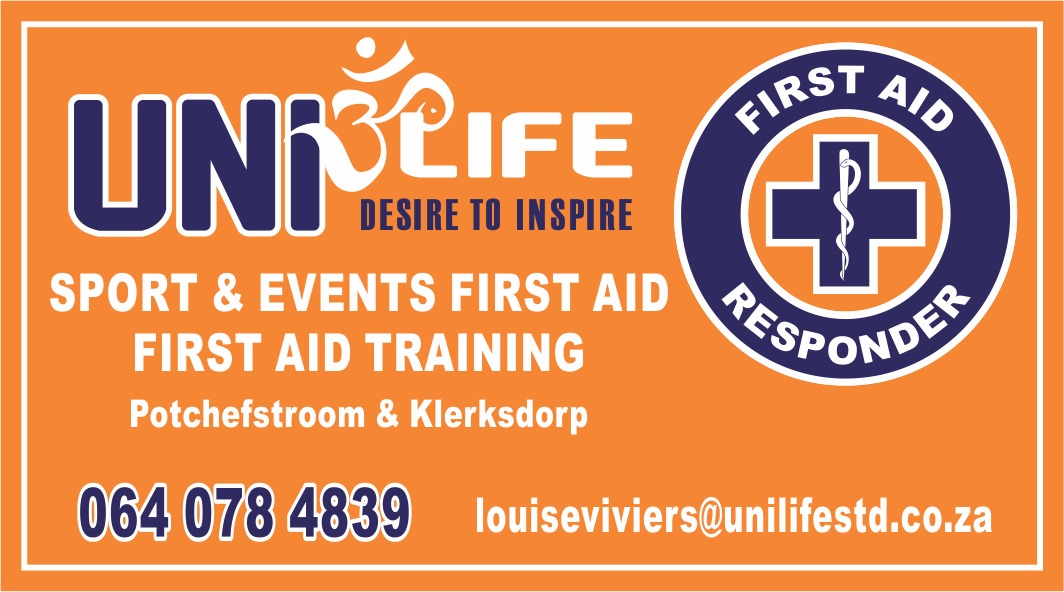 UNI ॐ LIFE
DESIRE TO INSPIRE
FIRST AID
RESPONDER
SPORT & EVENTS FIRST AID
FIRST AID TRAINING
Potchefstroom & Klerksdorp
064 078 4839
louiseviviers@unilifestd.co.za